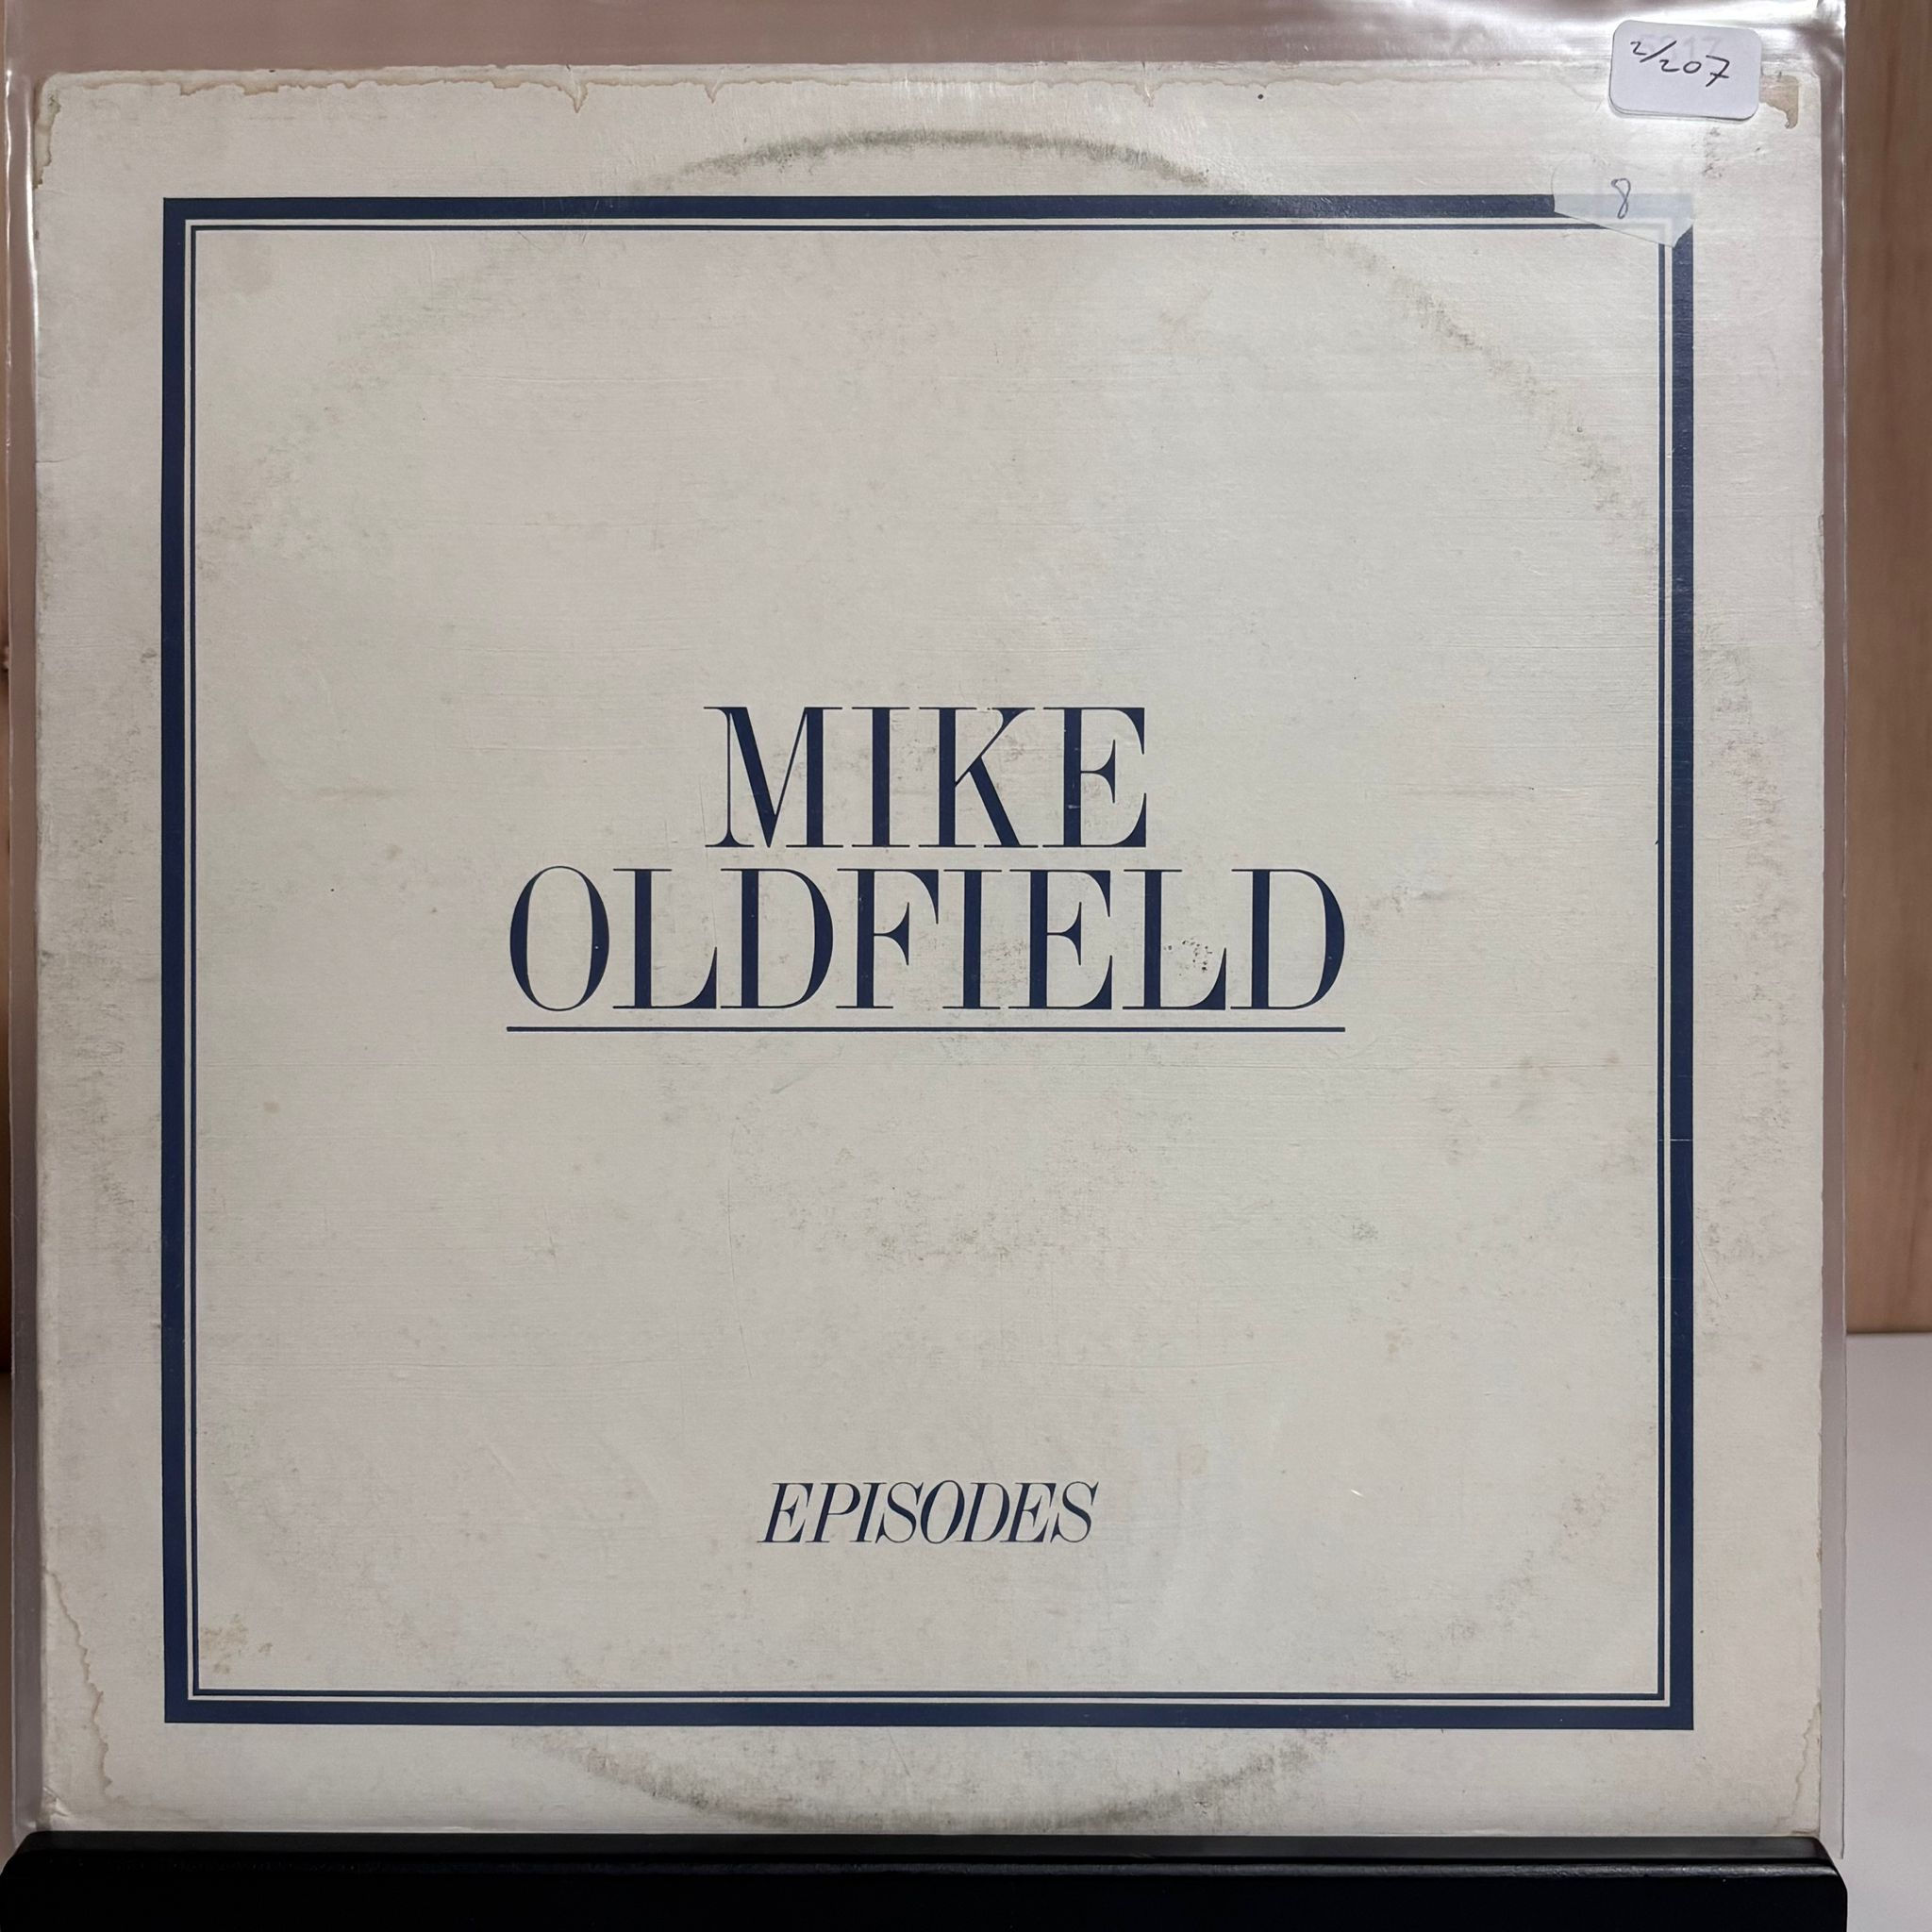 2/207
8
MIKE
OLDFIELD
EPISODES